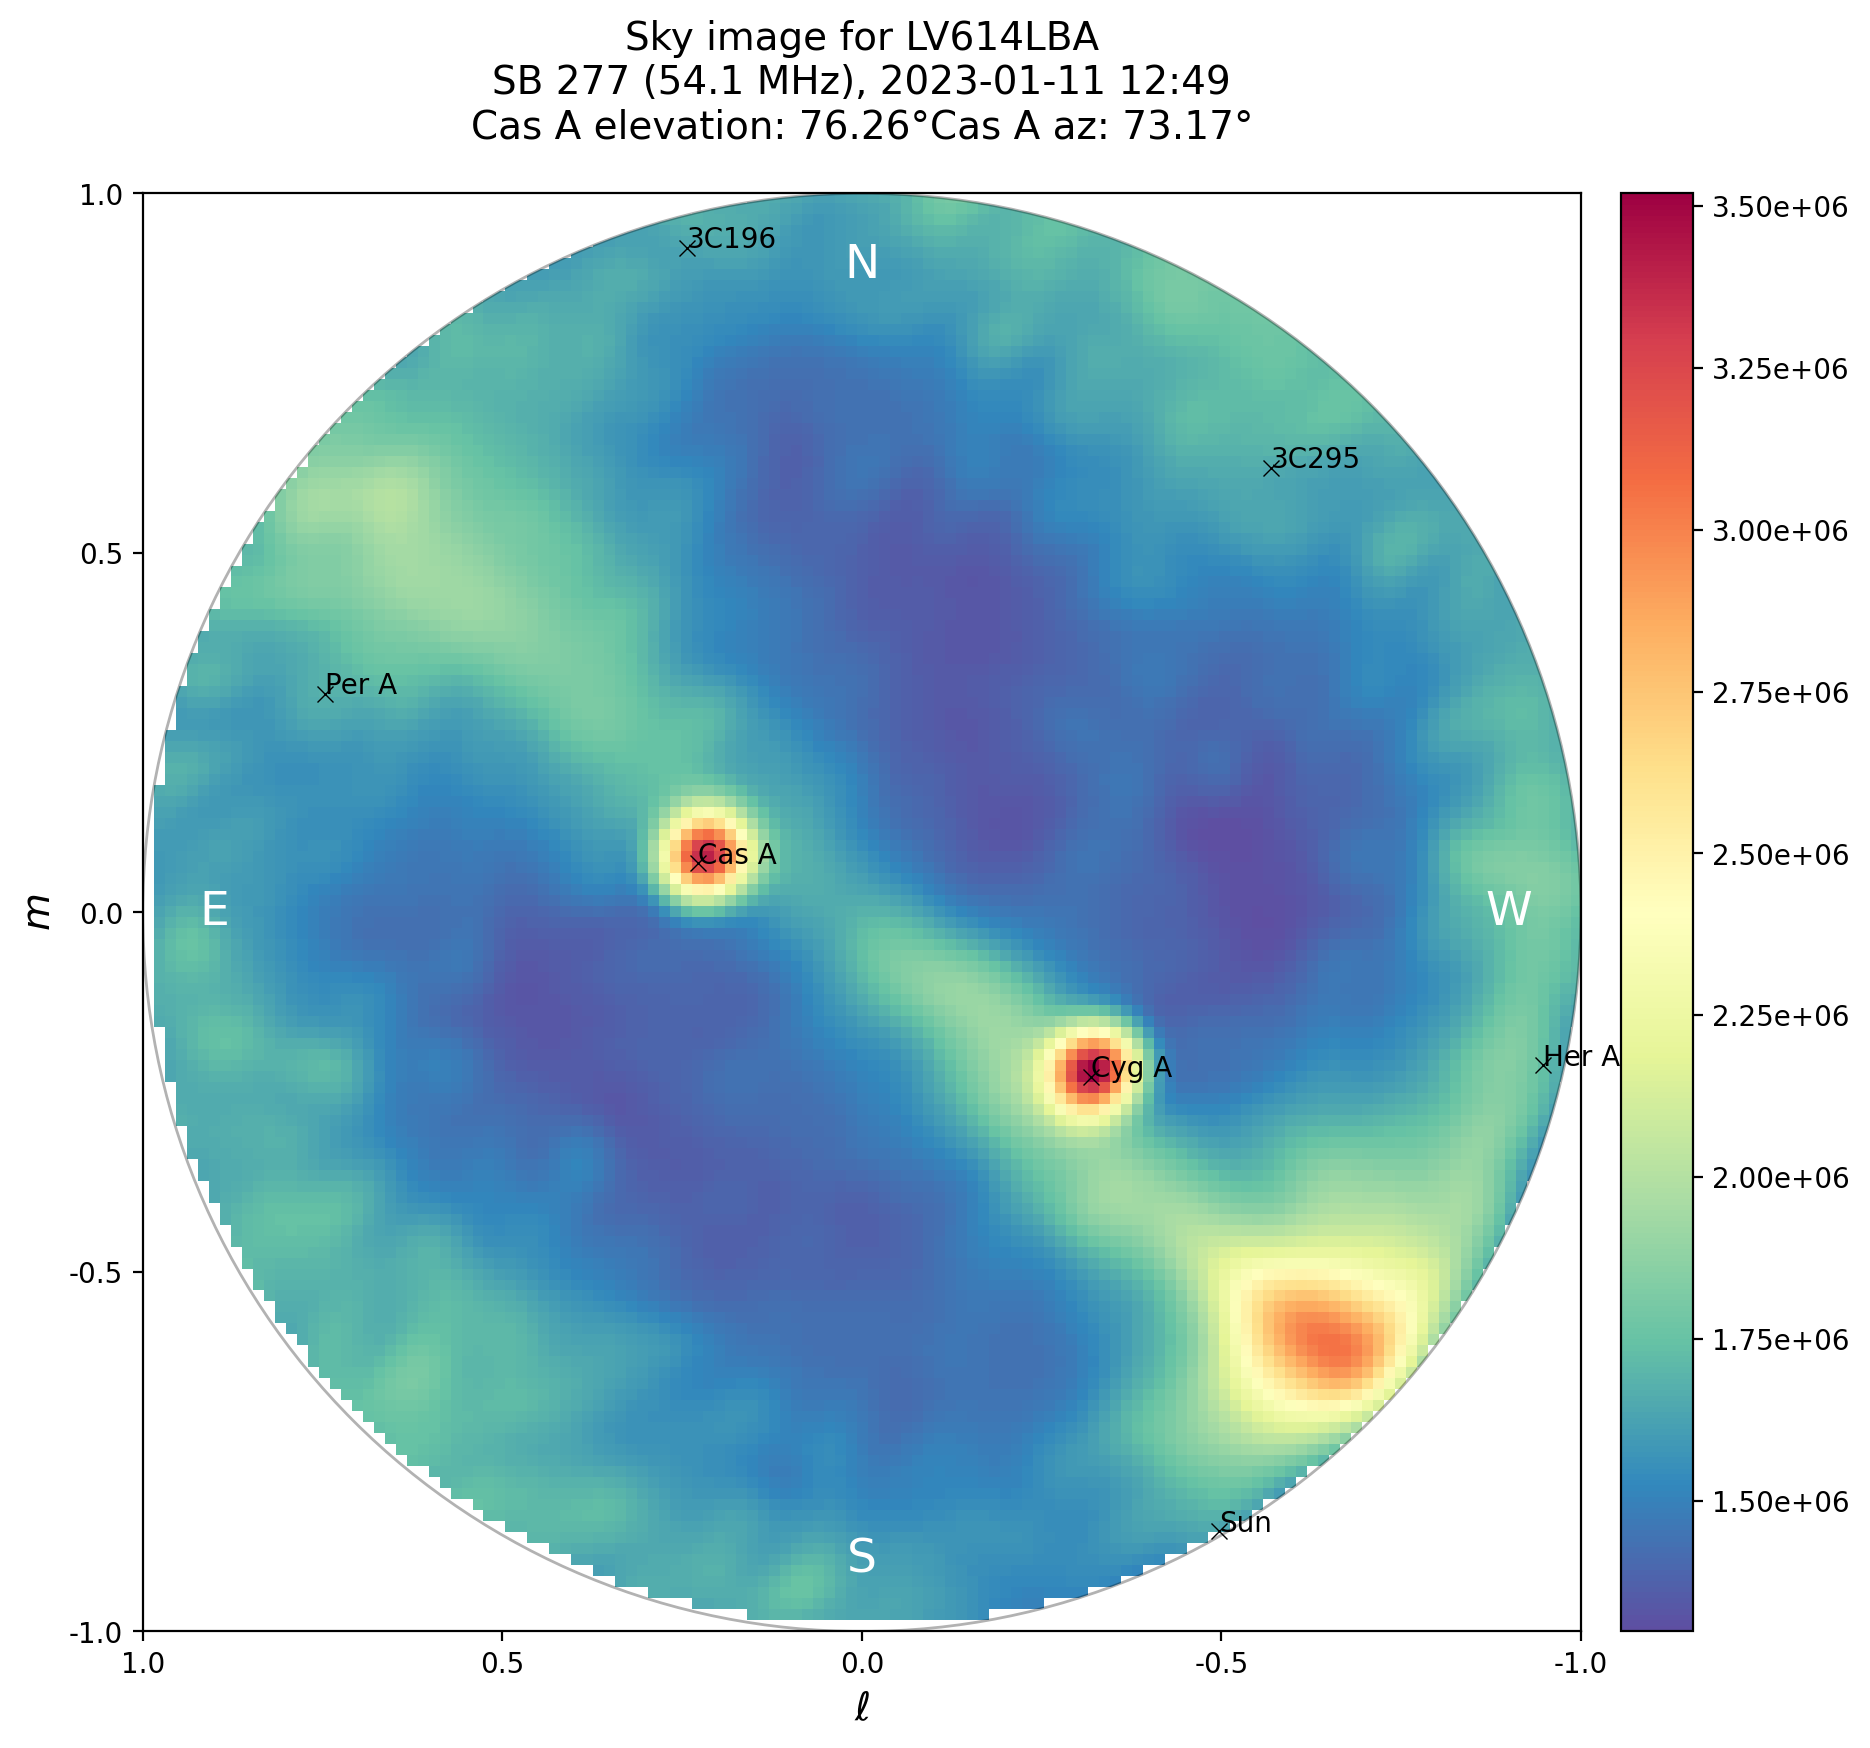 Sky image for LV614LBA
SB 277 (54.1 MHz), 2023-01-11 12:49
Cas A elevation: 76.26°Cas A az: 73.17°
1.0
0.5
0.0
-0.5
-1.0
m
3C196
N
3C295
Per A
Cas A
E
W
Cyg A
Her A
Sun
S
1.0
0.5
0.0
-0.5
-1.0
ℓ
3.50e+06
3.25e+06
3.00e+06
2.75e+06
2.50e+06
2.25e+06
2.00e+06
1.75e+06
1.50e+06